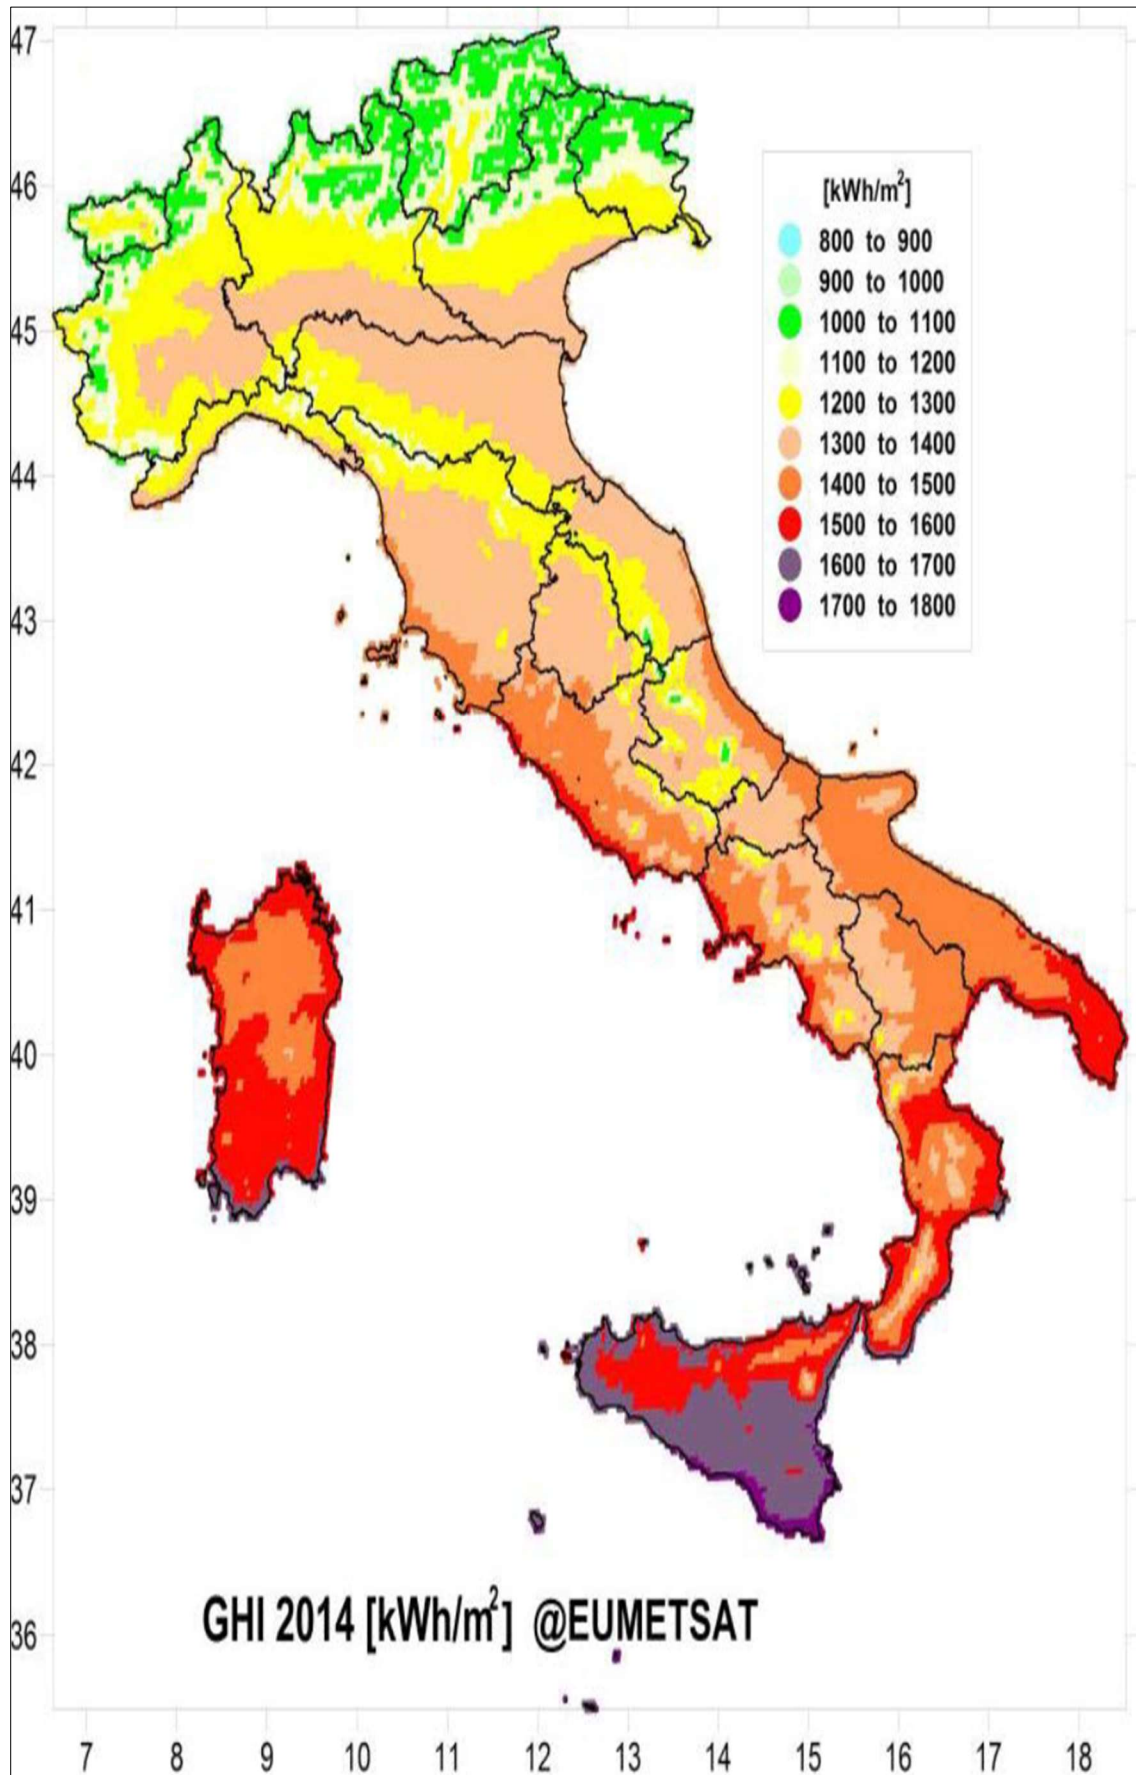 47
46
45
44
43
42
41
40
39
38
37
36
[kWh/m²]
800 to 900
900 to 1000
1000 to 1100
1100 to 1200
1200 to 1300
1300 to 1400
1400 to 1500
1500 to 1600
1600 to 1700
1700 to 1800
GHI 2014 [kWh/m²] @EUMETSAT
7 8 9 10 11 12 13 14 15 16 17 18